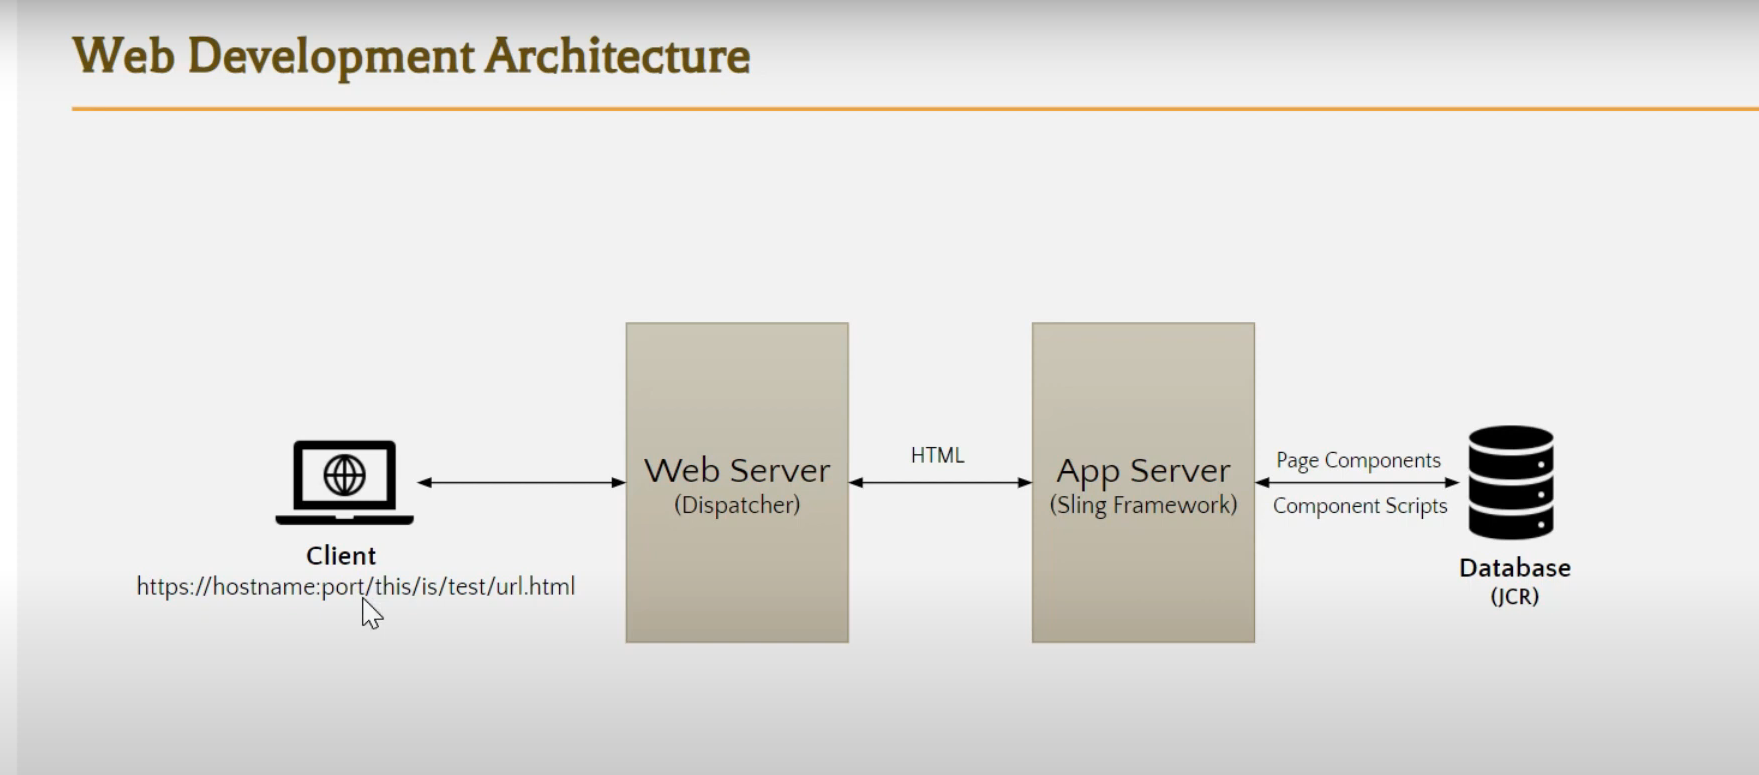 Web Development Architecture
Client
https://hostname:port/this/is/test/url.html
Web Server
(Dispatcher)
HTML
App Server
(Sling Framework)
Page Components
Component Scripts
Database
(JCR)